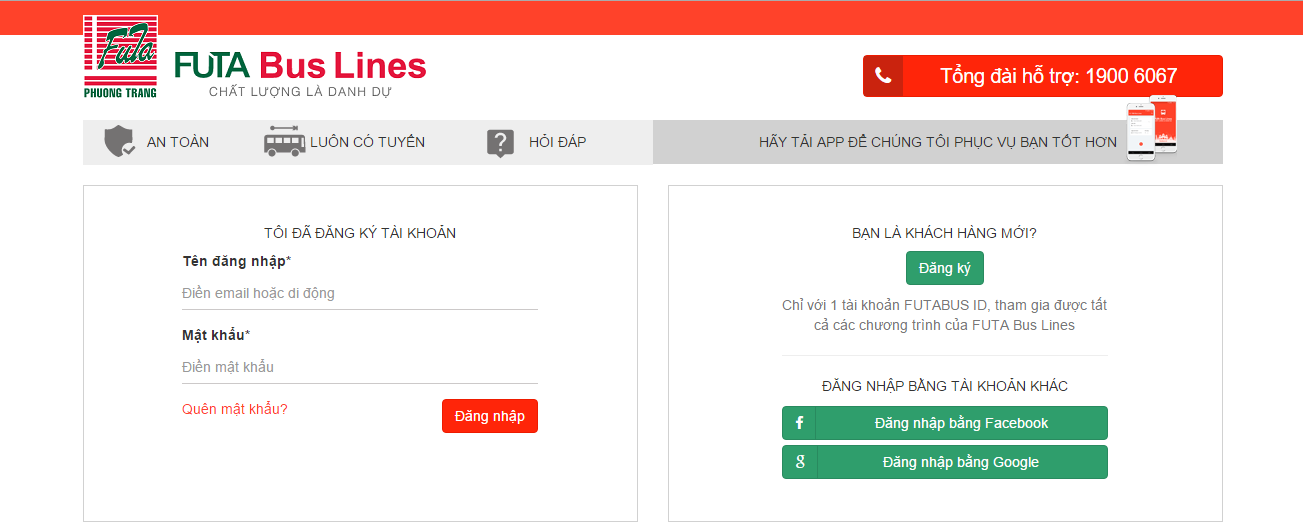 FuTa
PHUONG TRANG
FUTA Bus Lines
CHẤT LƯỢNG LÀ DANH DỰ
Tổng đài hỗ trợ: 1900 6067
AN TOÀN
LUÔN CÓ TUYẾN
HỎI ĐÁP
HÃY TẢI APP ĐỂ CHÚNG TÔI PHỤC VỤ BẠN TỐT HƠN
TÔI ĐÃ ĐĂNG KÝ TÀI KHOẢN
Tên đăng nhập*
Điền email hoặc di động
Mật khẩu*
Điền mật khẩu
Quên mật khẩu?
Đăng nhập
BẠN LÀ KHÁCH HÀNG MỚI?
Đăng ký
Chỉ với 1 tài khoản FUTABUS ID, tham gia được tất
cả các chương trình của FUTA Bus Lines
ĐĂNG NHẬP BẰNG TÀI KHOẢN KHÁC
f Đăng nhập bằng Facebook
g Đăng nhập bằng Google